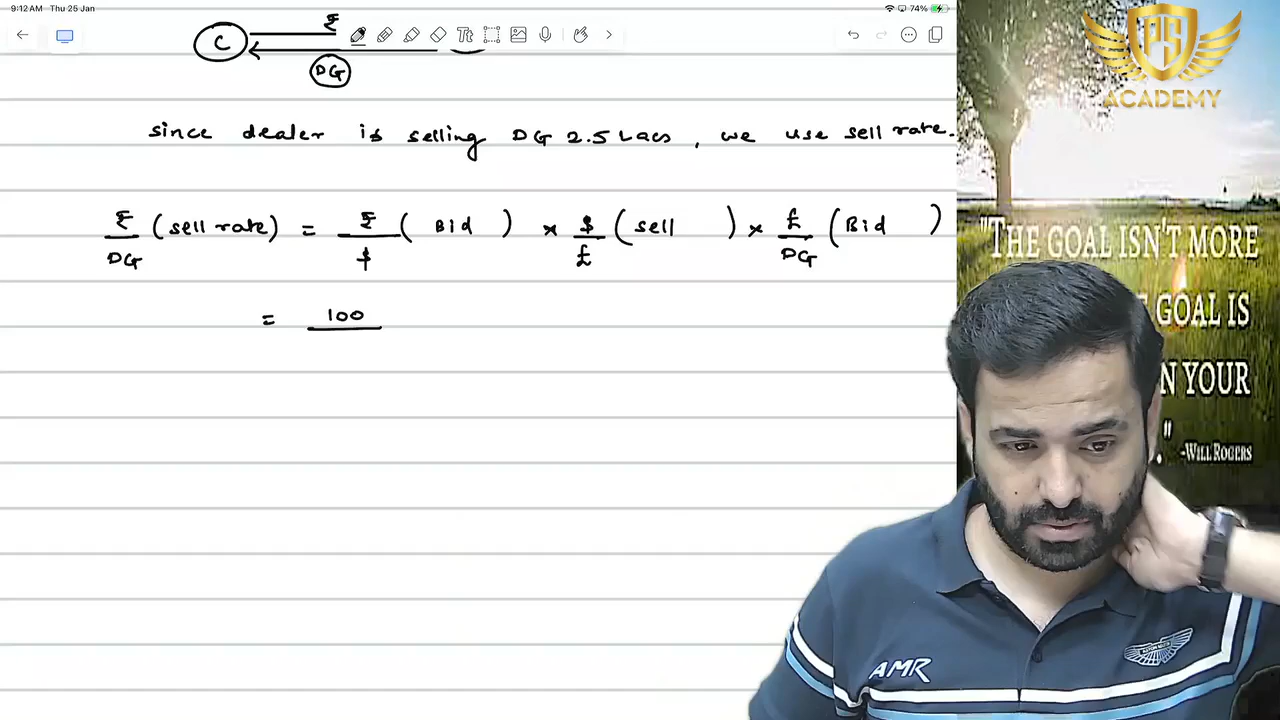 9:12 AM Thu 25 Jan
74%
PS
ACADEMY
C ₹
Tt
DG
since dealer is selling DG 2.5 Lacs, we use sell rate.
₹/DG (sell rate) = ₹/$ (Bid) × $/£ (sell) × £/DG (Bid)
= 100
"THE GOAL ISN'T MORE
GOAL IS
N YOUR
."
-WILL ROGERS
AMR